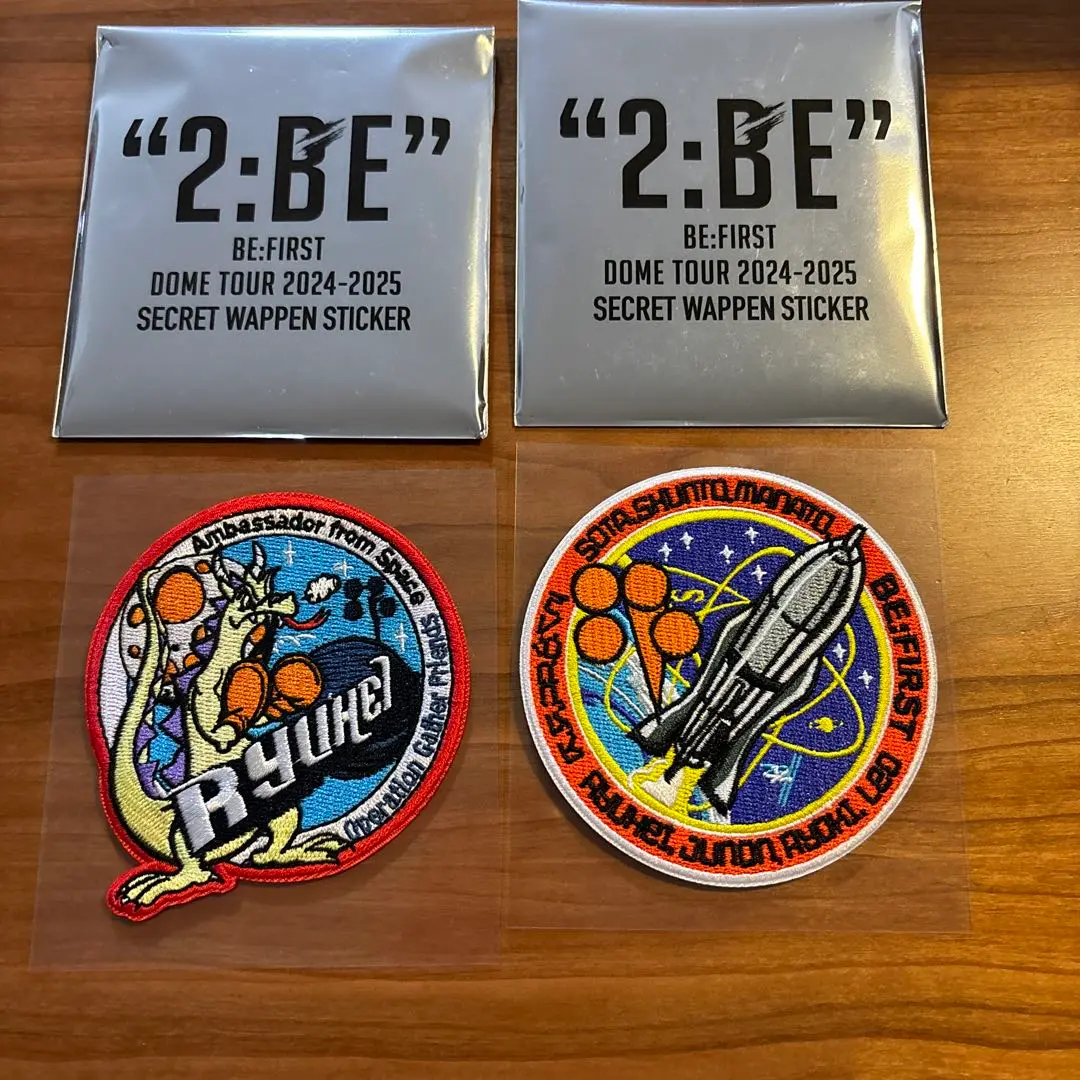 “2:BE”
BE:FIRST
DOME TOUR 2024-2025
SECRET WAPPEN STICKER
“2:BE”
BE:FIRST
DOME TOUR 2024-2025
SECRET WAPPEN STICKER
Ambassador from Space
Operation Gather Friends
RYUHEI
SOTA, SHUNTO, MANATO,
RYUHEI, JUNON, RYOKI,
BE:FIRST